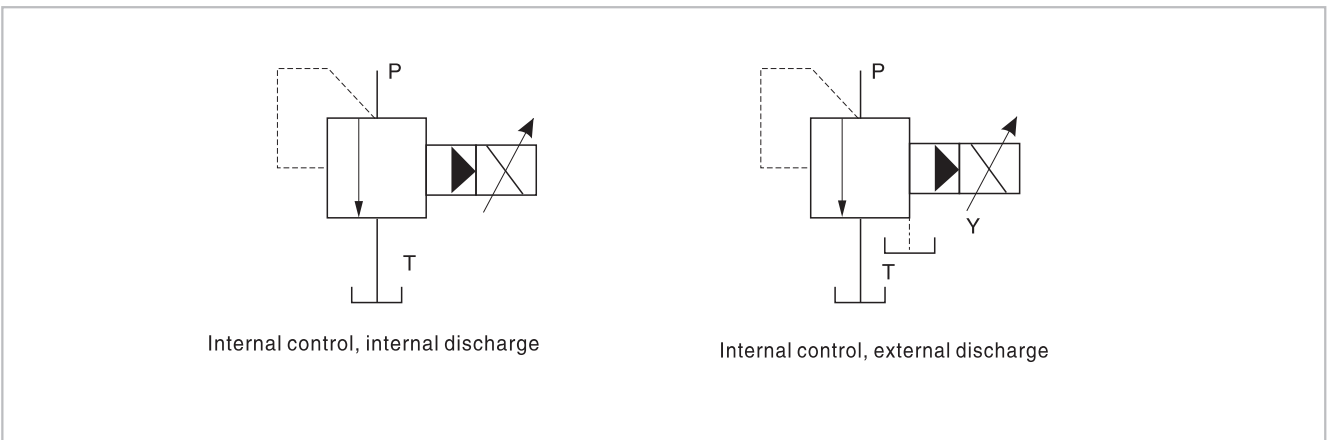 P
T
Internal control, internal discharge
P
Y
T
Internal control, external discharge